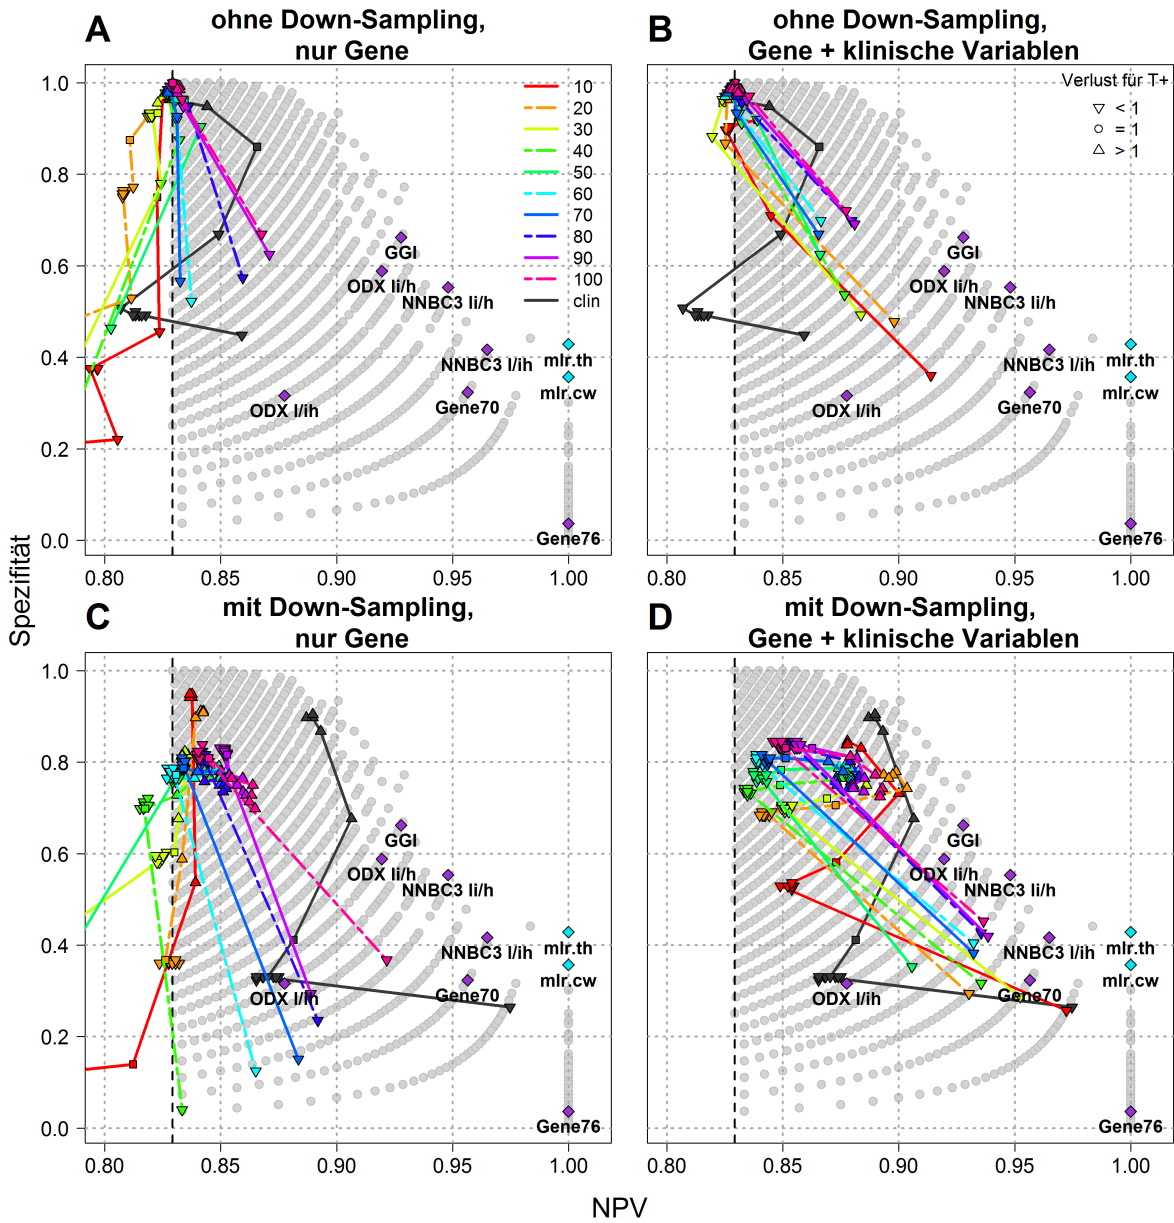 A
ohne Down-Sampling,
nur Gene
B
ohne Down-Sampling,
Gene + klinische Variablen
1.0
0.8
0.6
0.4
0.2
0.0
10
20
30
40
50
60
70
80
90
100
clin
GGI
ODX li/h
NNBC3 li/h
NNBC3 l/ih
mlr.th
mlr.cw
ODX l/ih
Gene70
Gene76
0.80
0.85
0.90
0.95
1.00
Verlust für T+
< 1
= 1
> 1
GGI
ODX li/h
NNBC3 li/h
NNBC3 l/ih
mlr.th
mlr.cw
ODX l/ih
Gene70
Gene76
0.80
0.85
0.90
0.95
1.00
Spezifität
C
mit Down-Sampling,
nur Gene
D
mit Down-Sampling,
Gene + klinische Variablen
1.0
0.8
0.6
0.4
0.2
0.0
GGI
ODX li/h
NNBC3 li/h
NNBC3 l/ih
mlr.th
mlr.cw
ODX l/ih
Gene70
Gene76
0.80
0.85
0.90
0.95
1.00
GGI
ODX li/h
NNBC3 li/h
NNBC3 l/ih
mlr.th
mlr.cw
ODX l/ih
Gene70
Gene76
0.80
0.85
0.90
0.95
1.00
NPV